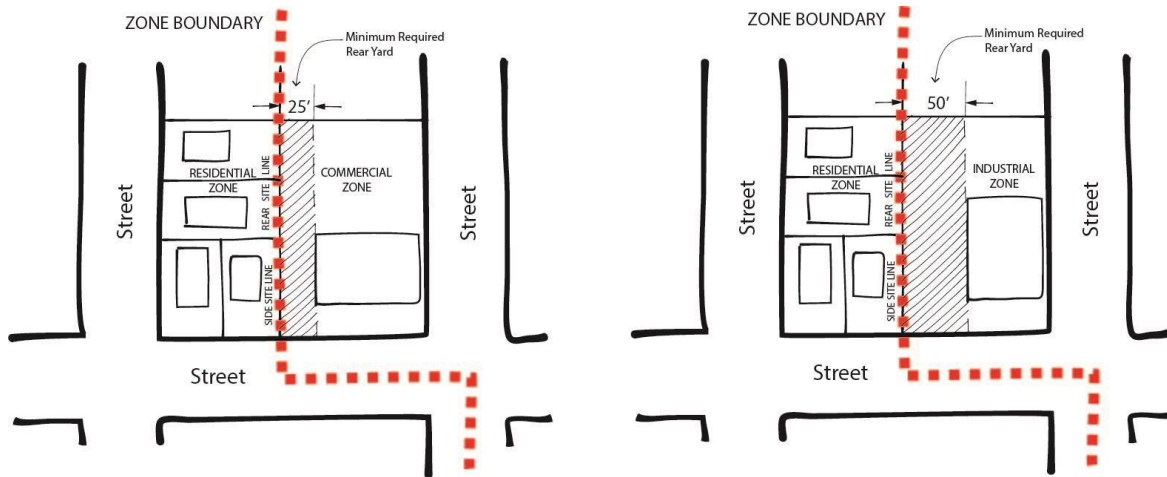 ZONE BOUNDARY
Minimum Required
Rear Yard
25'
RESIDENTIAL
ZONE
COMMERCIAL
ZONE
REAR SITE LINE
SIDE SITE LINE
Street
Street
Street
ZONE BOUNDARY
Minimum Required
Rear Yard
50'
RESIDENTIAL
ZONE
INDUSTRIAL
ZONE
REAR SITE LINE
SIDE SITE LINE
Street
Street
Street